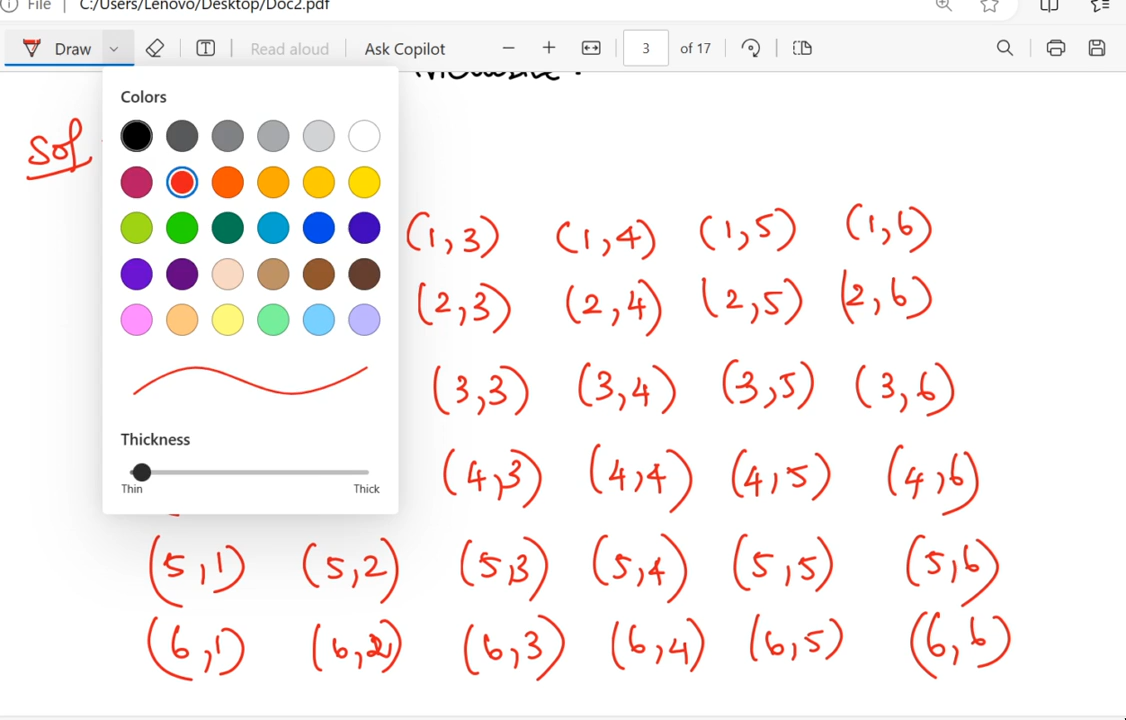 File | C:/Users/Lenovo/Desktop/Doc2.pdf
Draw Read aloud Ask Copilot 3 of 17
Colors
Sol
(1,3) (1,4) (1,5) (1,6)
(2,3) (2,4) (2,5) (2,6)
(3,3) (3,4) (3,5) (3,6)
Thickness
(4,3) (4,4) (4,5) (4,6)
Thin Thick
(5,1) (5,2) (5,3) (5,4) (5,5) (5,6)
(6,1) (6,2) (6,3) (6,4) (6,5) (6,6)